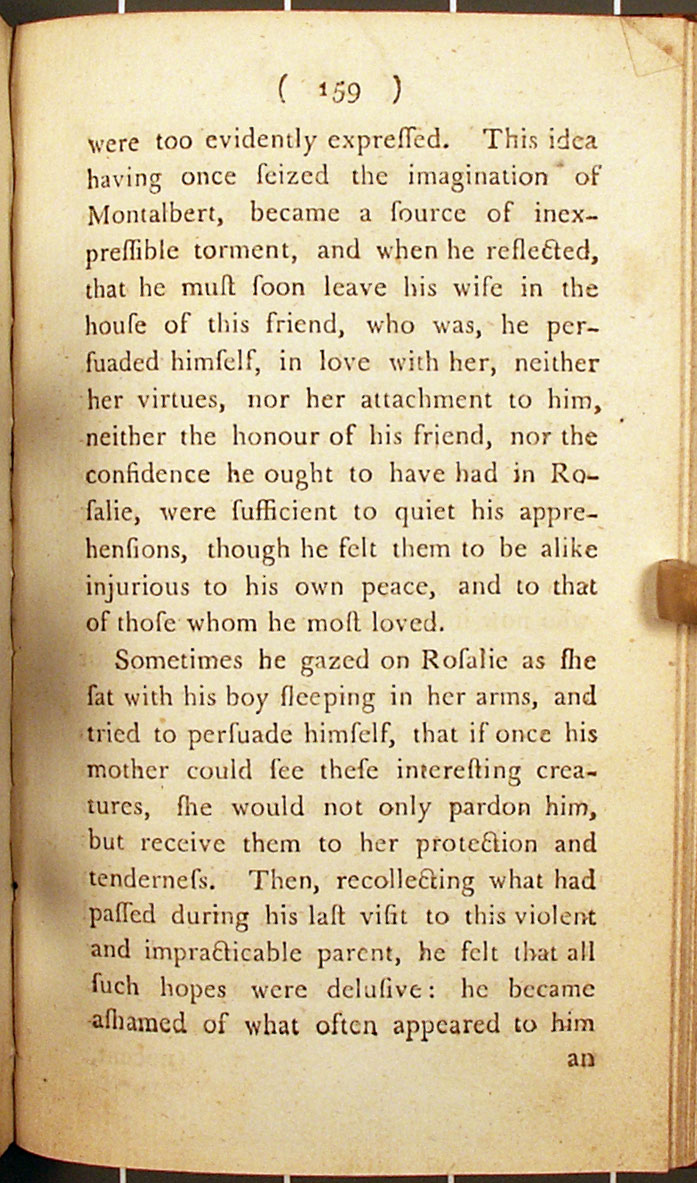 ( 159 )
were too evidently expreſſed. This idea
having once ſeized the imagination of
Montalbert, became a ſource of inex-
preſſible torment, and when he reflected,
that he muſt ſoon leave his wife in the
houſe of this friend, who was, he per-
ſuaded himſelf, in love with her, neither
her virtues, nor her attachment to him,
neither the honour of his friend, nor the
confidence he ought to have had in Ro-
ſalie, were ſufficient to quiet his appre-
henſions, though he felt them to be alike
injurious to his own peace, and to that
of thoſe whom he moſt loved.
Sometimes he gazed on Roſalie as ſhe
ſat with his boy ſleeping in her arms, and
tried to perſuade himſelf, that if once his
mother could ſee theſe intereſting crea-
tures, ſhe would not only pardon him,
but receive them to her protection and
tenderneſs. Then, recollecting what had
paſſed during his laſt viſit to this violent
and impracticable parent, he felt that all
ſuch hopes were deluſive: he became
aſhamed of what often appeared to him
an